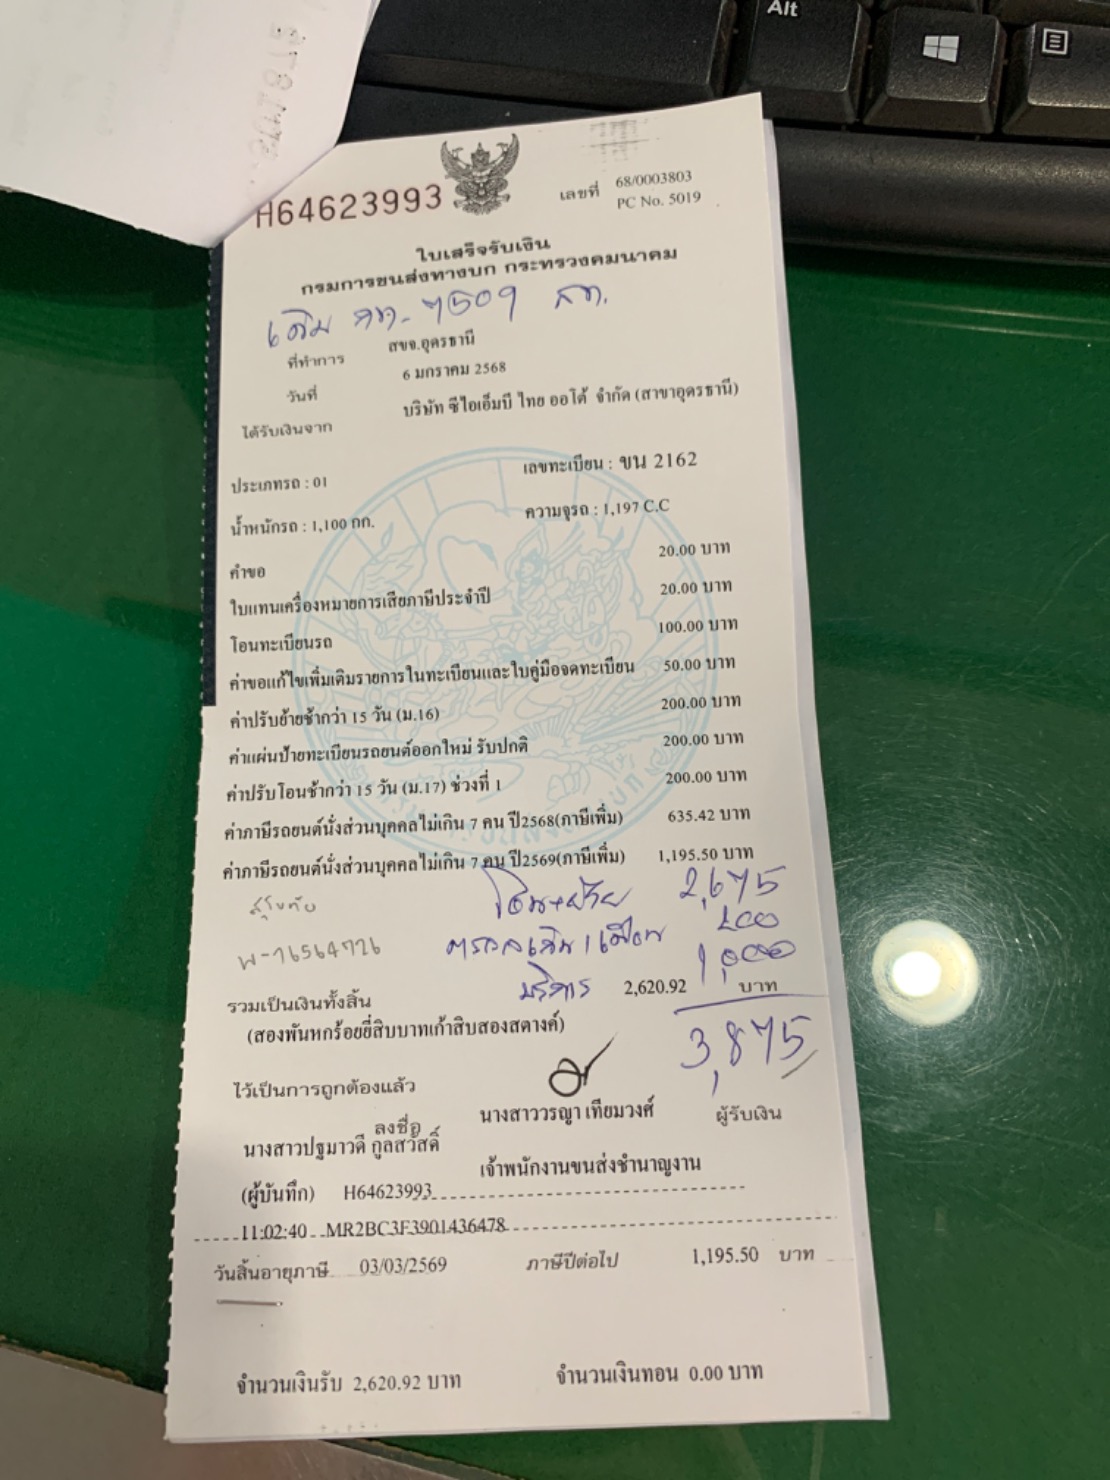 Alt
H64623993
เลขที่ 68/0003803
PC No. 5019
ใบเสร็จรับเงิน
กรมการขนส่งทางบก กระทรวงคมนาคม
เดิม
ที่ทำการ สขจ.อุดรธานี
วันที่ 6 มกราคม 2568
ได้รับเงินจาก บริษัท ซีไอเอ็มบี ไทย ออโต้ จำกัด (สาขาอุดรธานี)
ประเภทรถ : 01 เลขทะเบียน : ขน 2162
น้ำหนักรถ : 1,100 กก. ความจุรถ : 1,197 C.C
คำขอ 20.00 บาท
ใบแทนเครื่องหมายการเสียภาษีประจำปี 20.00 บาท
โอนทะเบียนรถ 100.00 บาท
ค่าขอแก้ไขเพิ่มเติมรายการในทะเบียนและใบคู่มือจดทะเบียน 50.00 บาท
ค่าปรับย้ายช้ากว่า 15 วัน (ม.16) 200.00 บาท
ค่าแผ่นป้ายทะเบียนรถยนต์ออกใหม่ รับปกติ 200.00 บาท
ค่าปรับโอนช้ากว่า 15 วัน (ม.17) ช่วงที่ 1 200.00 บาท
ค่าภาษีรถยนต์นั่งส่วนบุคคลไม่เกิน 7 คน ปี2568(ภาษีเพิ่ม) 635.42 บาท
ค่าภาษีรถยนต์นั่งส่วนบุคคลไม่เกิน 7 คน ปี2569(ภาษีเพิ่ม) 1,195.50 บาท
สุโขทัย โอน+ย้าย 2,675
W-76564726 200
บริการ 1,000
รวมเป็นเงินทั้งสิ้น 2,620.92 บาท
(สองพันหกร้อยยี่สิบบาทเก้าสิบสองสตางค์)
3,875
ไว้เป็นการถูกต้องแล้ว
ลงชื่อ นางสาววรญา เทียมวงศ์ ผู้รับเงิน
นางสาวปฐมาวดี กูลสวัสดิ์
เจ้าพนักงานขนส่งชำนาญงาน
(ผู้บันทึก) H64623993
11:02:40 MR2BC3F3901436478
วันสิ้นอายุภาษี 03/03/2569 ภาษีปีต่อไป 1,195.50 บาท
จำนวนเงินรับ 2,620.92 บาท จำนวนเงินทอน 0.00 บาท